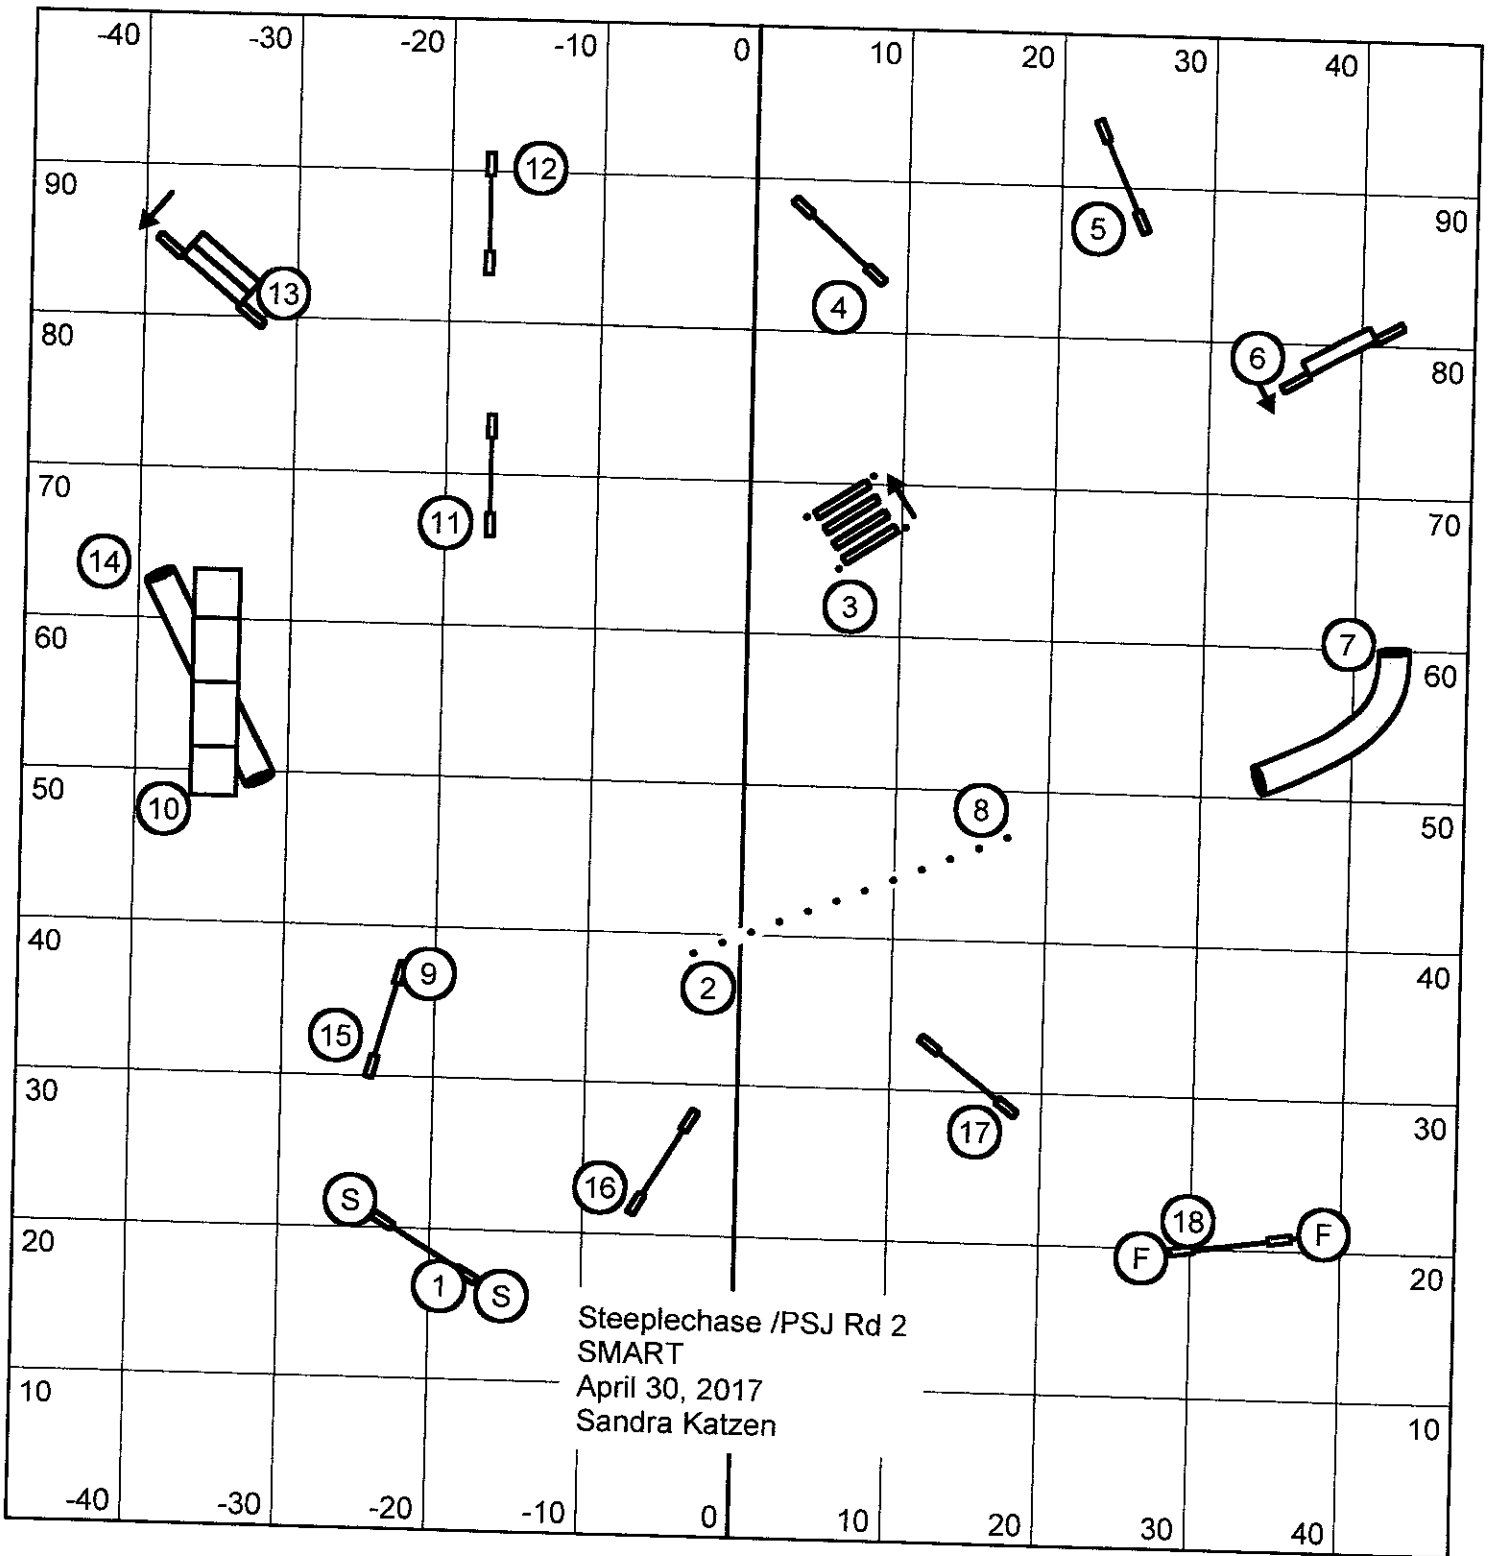 -40 -30 -20 -10 0 10 20 30 40
12
90 5 90
13 4
80 6 80
70 11 70
14 3
60 7 60
50 10 8 50
40 9 2 40
15
30 17 30
16
S 18 F
20 1 S F 20
Steeplechase /PSJ Rd 2
SMART
April 30, 2017
Sandra Katzen
10 10
-40 -30 -20 -10 0 10 20 30 40